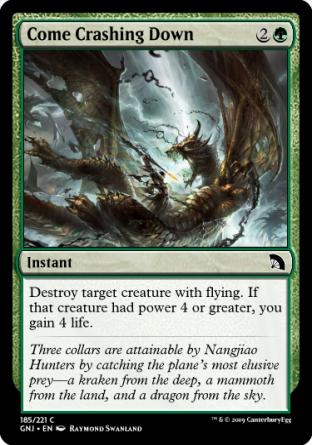 Come Crashing Down 2
Instant
Destroy target creature with flying. If
that creature had power 4 or greater, you
gain 4 life.
Three collars are attainable by Nangjiao
Hunters by catching the plane's most elusive
prey—a kraken from the deep, a mammoth
from the land, and a dragon from the sky.
185/221 C
GNJ • EN Raymond Swanland
™ & © 2019 CanterburyEgg